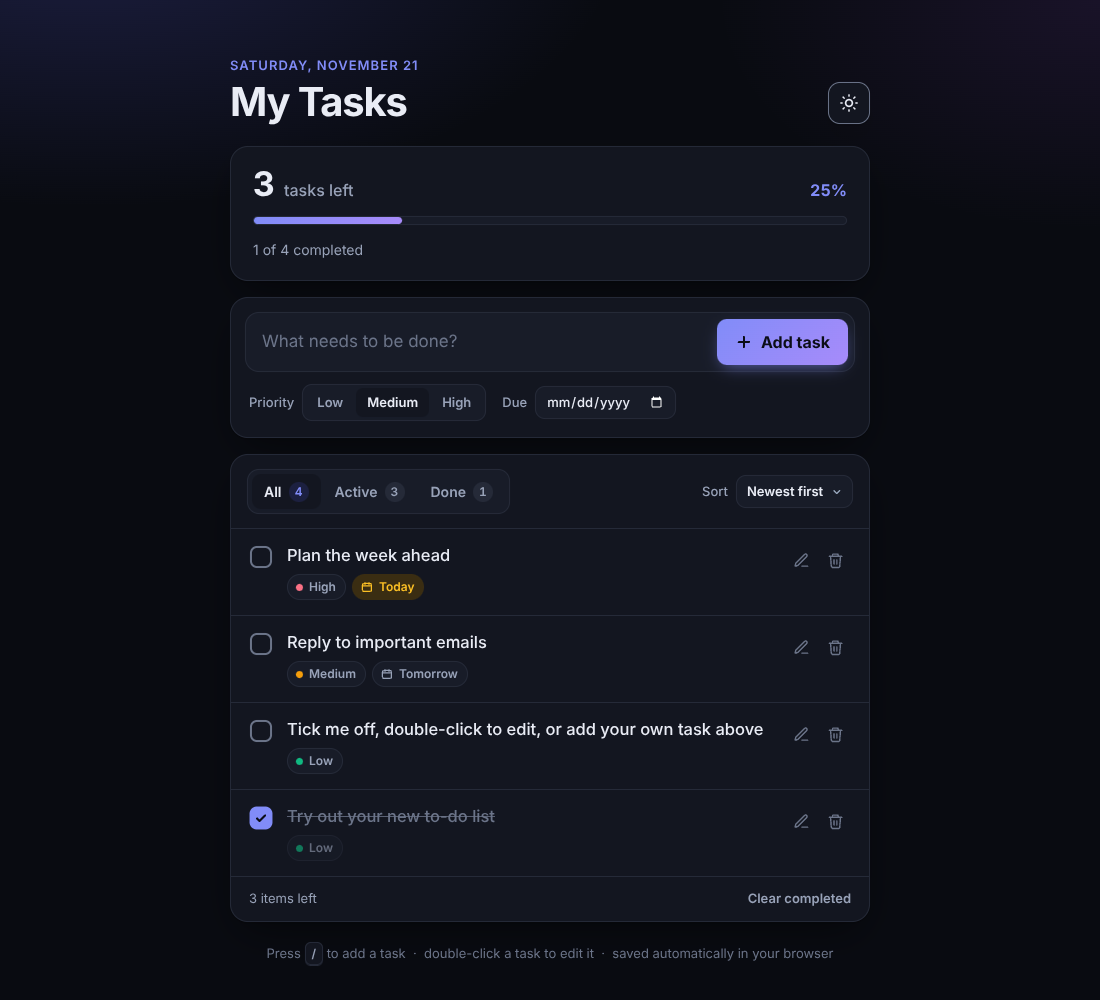 SATURDAY, NOVEMBER 21
My Tasks
3 tasks left 25%
1 of 4 completed
What needs to be done? Add task
Priority Low Medium High Due mm/dd/yyyy
All 4 Active 3 Done 1 Sort Newest first
Plan the week ahead
High Today
Reply to important emails
Medium Tomorrow
Tick me off, double-click to edit, or add your own task above
Low
Try out your new to-do list
Low
3 items left Clear completed
Press / to add a task · double-click a task to edit it · saved automatically in your browser